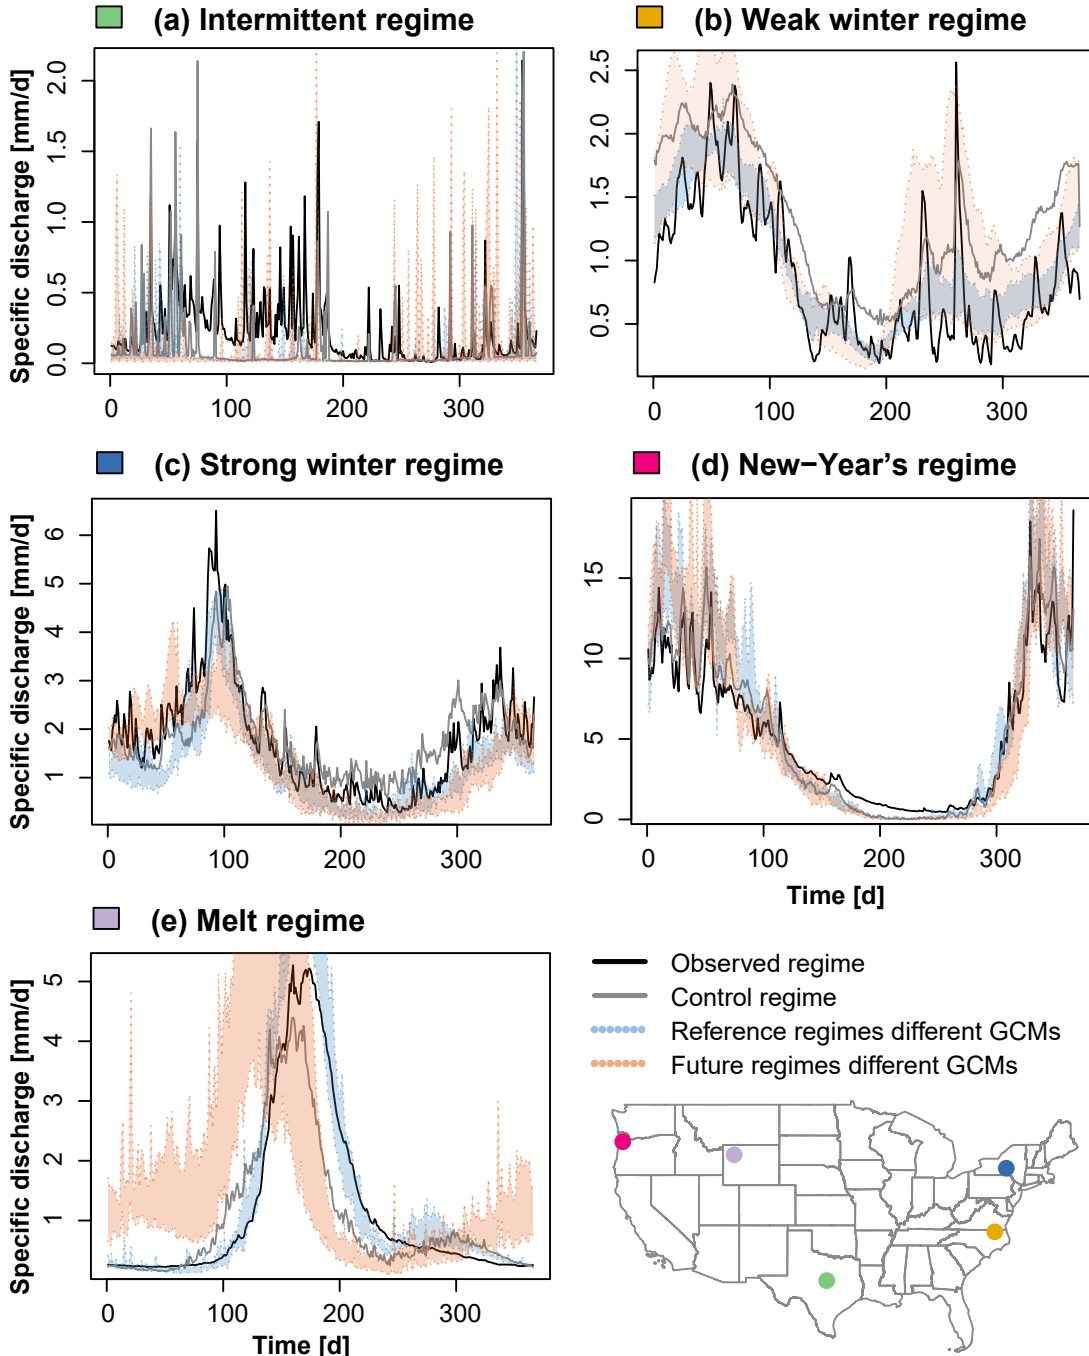 (a) Intermittent regime
(b) Weak winter regime
Specific discharge [mm/d]
0.0 0.5 1.0 1.5 2.0
0 100 200 300
0.5 1.0 1.5 2.0 2.5
0 100 200 300
(c) Strong winter regime
(d) New−Year's regime
Specific discharge [mm/d]
1 2 3 4 5 6
0 100 200 300
0 5 10 15
0 100 200 300
Time [d]
(e) Melt regime
Specific discharge [mm/d]
1 2 3 4 5
0 100 200 300
Time [d]
Observed regime
Control regime
Reference regimes different GCMs
Future regimes different GCMs